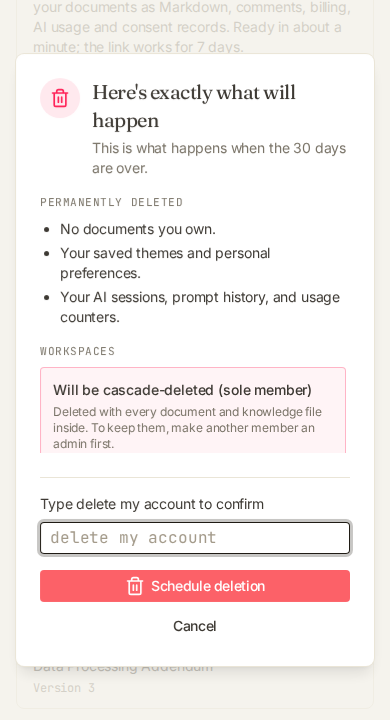 your documents as Markdown, comments, billing,
AI usage and consent records. Ready in about a
minute; the link works for 7 days.
Here's exactly what will
happen
This is what happens when the 30 days
are over.
PERMANENTLY DELETED
No documents you own.
Your saved themes and personal
preferences.
Your AI sessions, prompt history, and usage
counters.
WORKSPACES
Will be cascade-deleted (sole member)
Deleted with every document and knowledge file
inside. To keep them, make another member an
admin first.
Type delete my account to confirm
delete my account
Schedule deletion
Cancel
Data Processing Addendum
Version 3